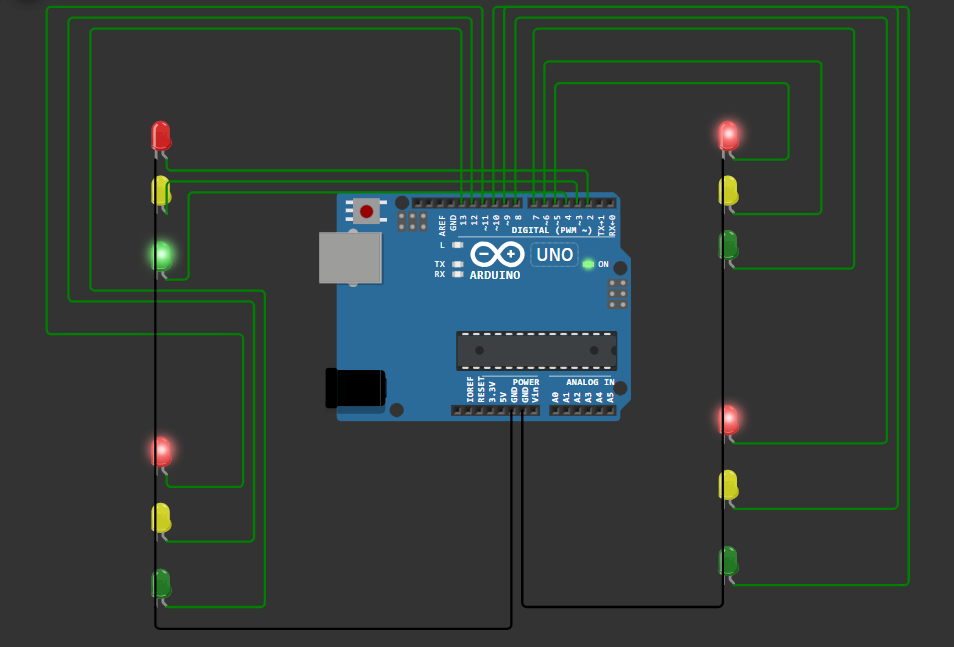 AREF
GND
13
12
~11
~10
~9
8
7
~6
~5
4
~3
2
TX→1
RX←0
DIGITAL (PWM ~)
L
TX
RX
ARDUINO
UNO
ON
IOREF
RESET
3.3V
5V
GND
GND
Vin
POWER
ANALOG IN
A0
A1
A2
A3
A4
A5